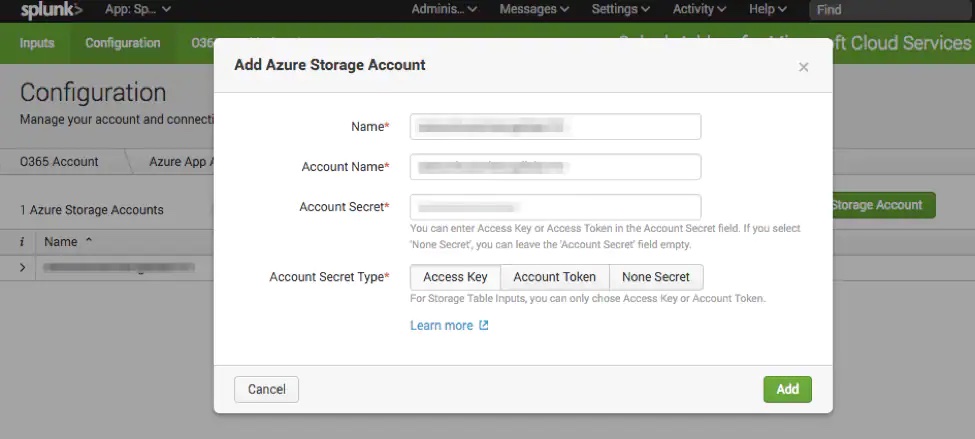 splunk>
App: Sp...
Adminis...
Messages
Settings
Activity
Help
Find
Inputs
Configuration
Microsoft Cloud Services
Add Azure Storage Account
×
Configuration
Manage your account and connecti
O365 Account
Azure App A
1 Azure Storage Accounts
Storage Account
i
Name
Name*
Account Name*
Account Secret*
You can enter Access Key or Access Token in the Account Secret field. If you select
'None Secret', you can leave the 'Account Secret' field empty.
Account Secret Type*
Access Key
Account Token
None Secret
For Storage Table Inputs, you can only chose Access Key or Account Token.
Learn more
Cancel
Add